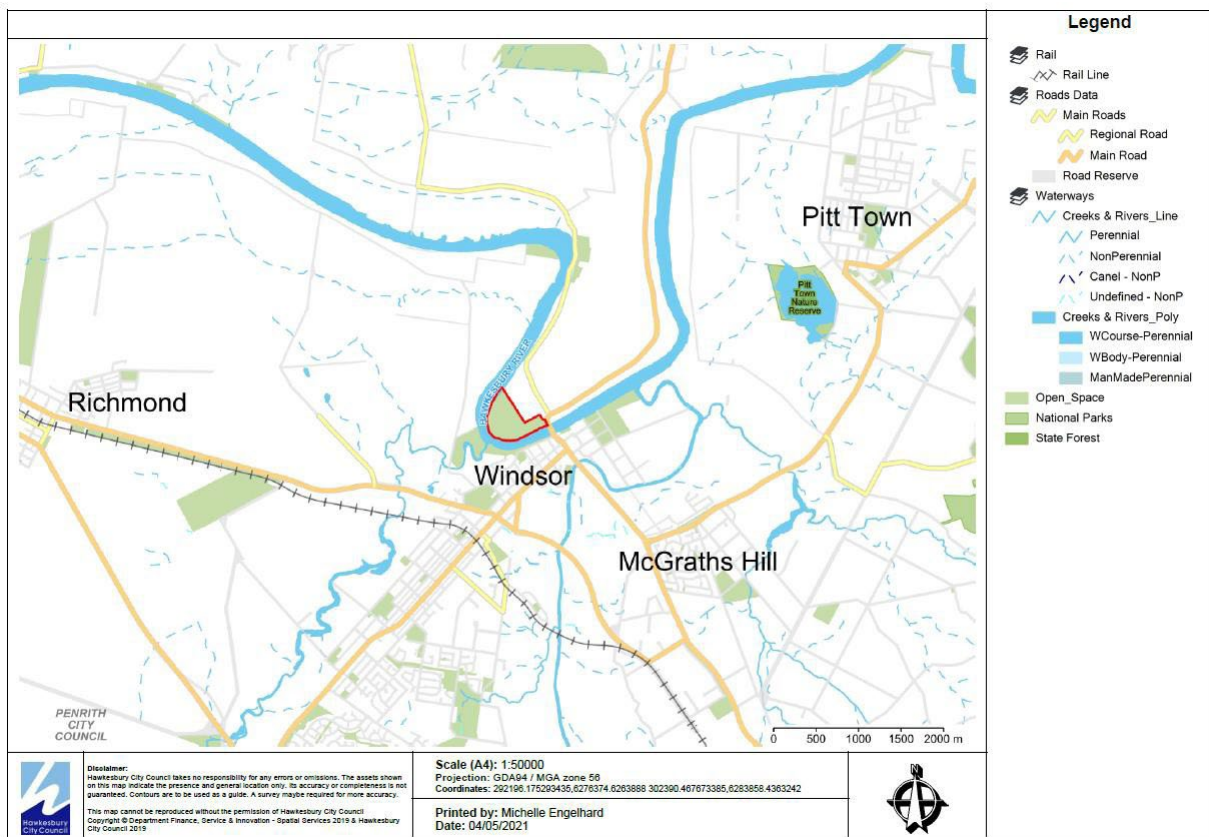 Legend
Rail
Rail Line
Roads Data
Main Roads
Regional Road
Main Road
Road Reserve
Waterways
Creeks & Rivers_Line
Perennial
NonPerennial
Canel - NonP
Undefined - NonP
Creeks & Rivers_Poly
WCourse-Perennial
WBody-Perennial
ManMadePerennial
Open_Space
National Parks
State Forest
Pitt Town
Pitt
Town
Nature
Reserve
HAWKESBURY RIVER
Richmond
Windsor
McGraths Hill
PENRITH
CITY
COUNCIL
0 500 1000 1500 2000 m
Hawkesbury
City Council
Disclaimer:
Hawkesbury City Council takes no responsibility for any errors or omissions. The assets shown
on this map indicate the presence and general location only. Its accuracy or completeness is not
guaranteed. Contours are to be used as a guide. A survey maybe required for more accuracy.
This map cannot be reproduced without the permission of Hawkesbury City Council
Copyright © Department Finance, Service & Innovation - Spatial Services 2019 & Hawkesbury
City Council 2019
Scale (A4): 1:50000
Projection: GDA94 / MGA zone 56
Coordinates: 292196.175293435,6276374.6263888 302390.467673385,6283858.4363242
Printed by: Michelle Engelhard
Date: 04/05/2021
N